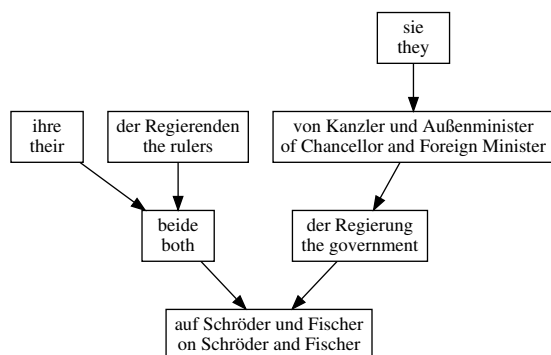 sie
they
ihre
their
der Regierenden
the rulers
von Kanzler und Außenminister
of Chancellor and Foreign Minister
beide
both
der Regierung
the government
auf Schröder und Fischer
on Schröder and Fischer